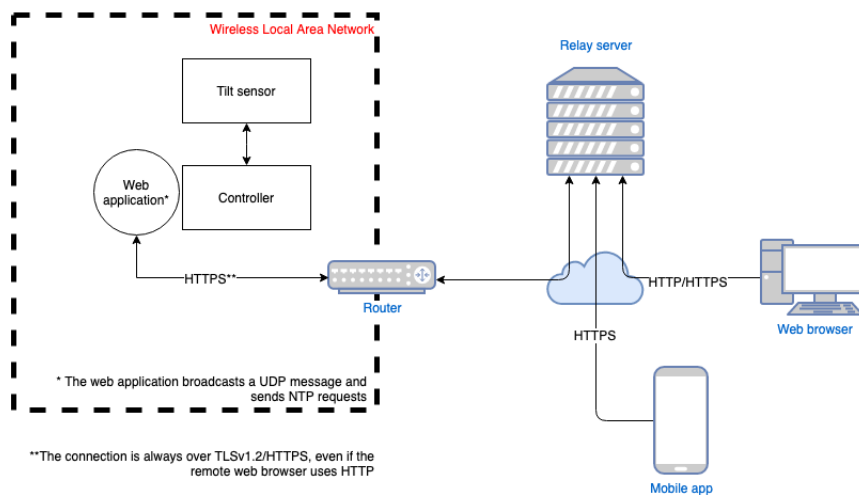 Wireless Local Area Network
Relay server
Tilt sensor
Web
application*
Controller
HTTPS**
HTTP/HTTPS
Router
Web browser
HTTPS
* The web application broadcasts a UDP message and
sends NTP requests
**The connection is always over TLSv1.2/HTTPS, even if the
remote web browser uses HTTP
Mobile app